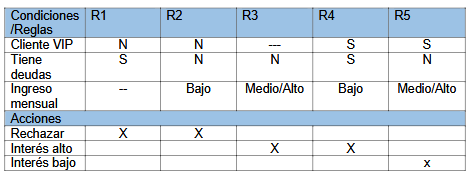 Condiciones /Reglas R1 R2 R3 R4 R5
Cliente VIP N N --- S S
Tiene deudas S N N S N
Ingreso mensual -- Bajo Medio/Alto Bajo Medio/Alto
Acciones
Rechazar X X
Interés alto X X
Interés bajo x